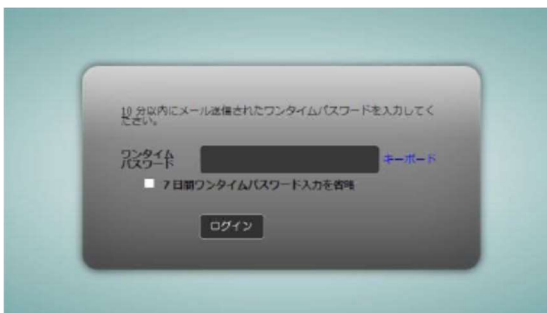 10 分以内にメール送信されたワンタイムパスワードを入力してく
ださい。
ワンタイム
パスワード
キーボード
7 日間ワンタイムパスワード入力を省略
ログイン